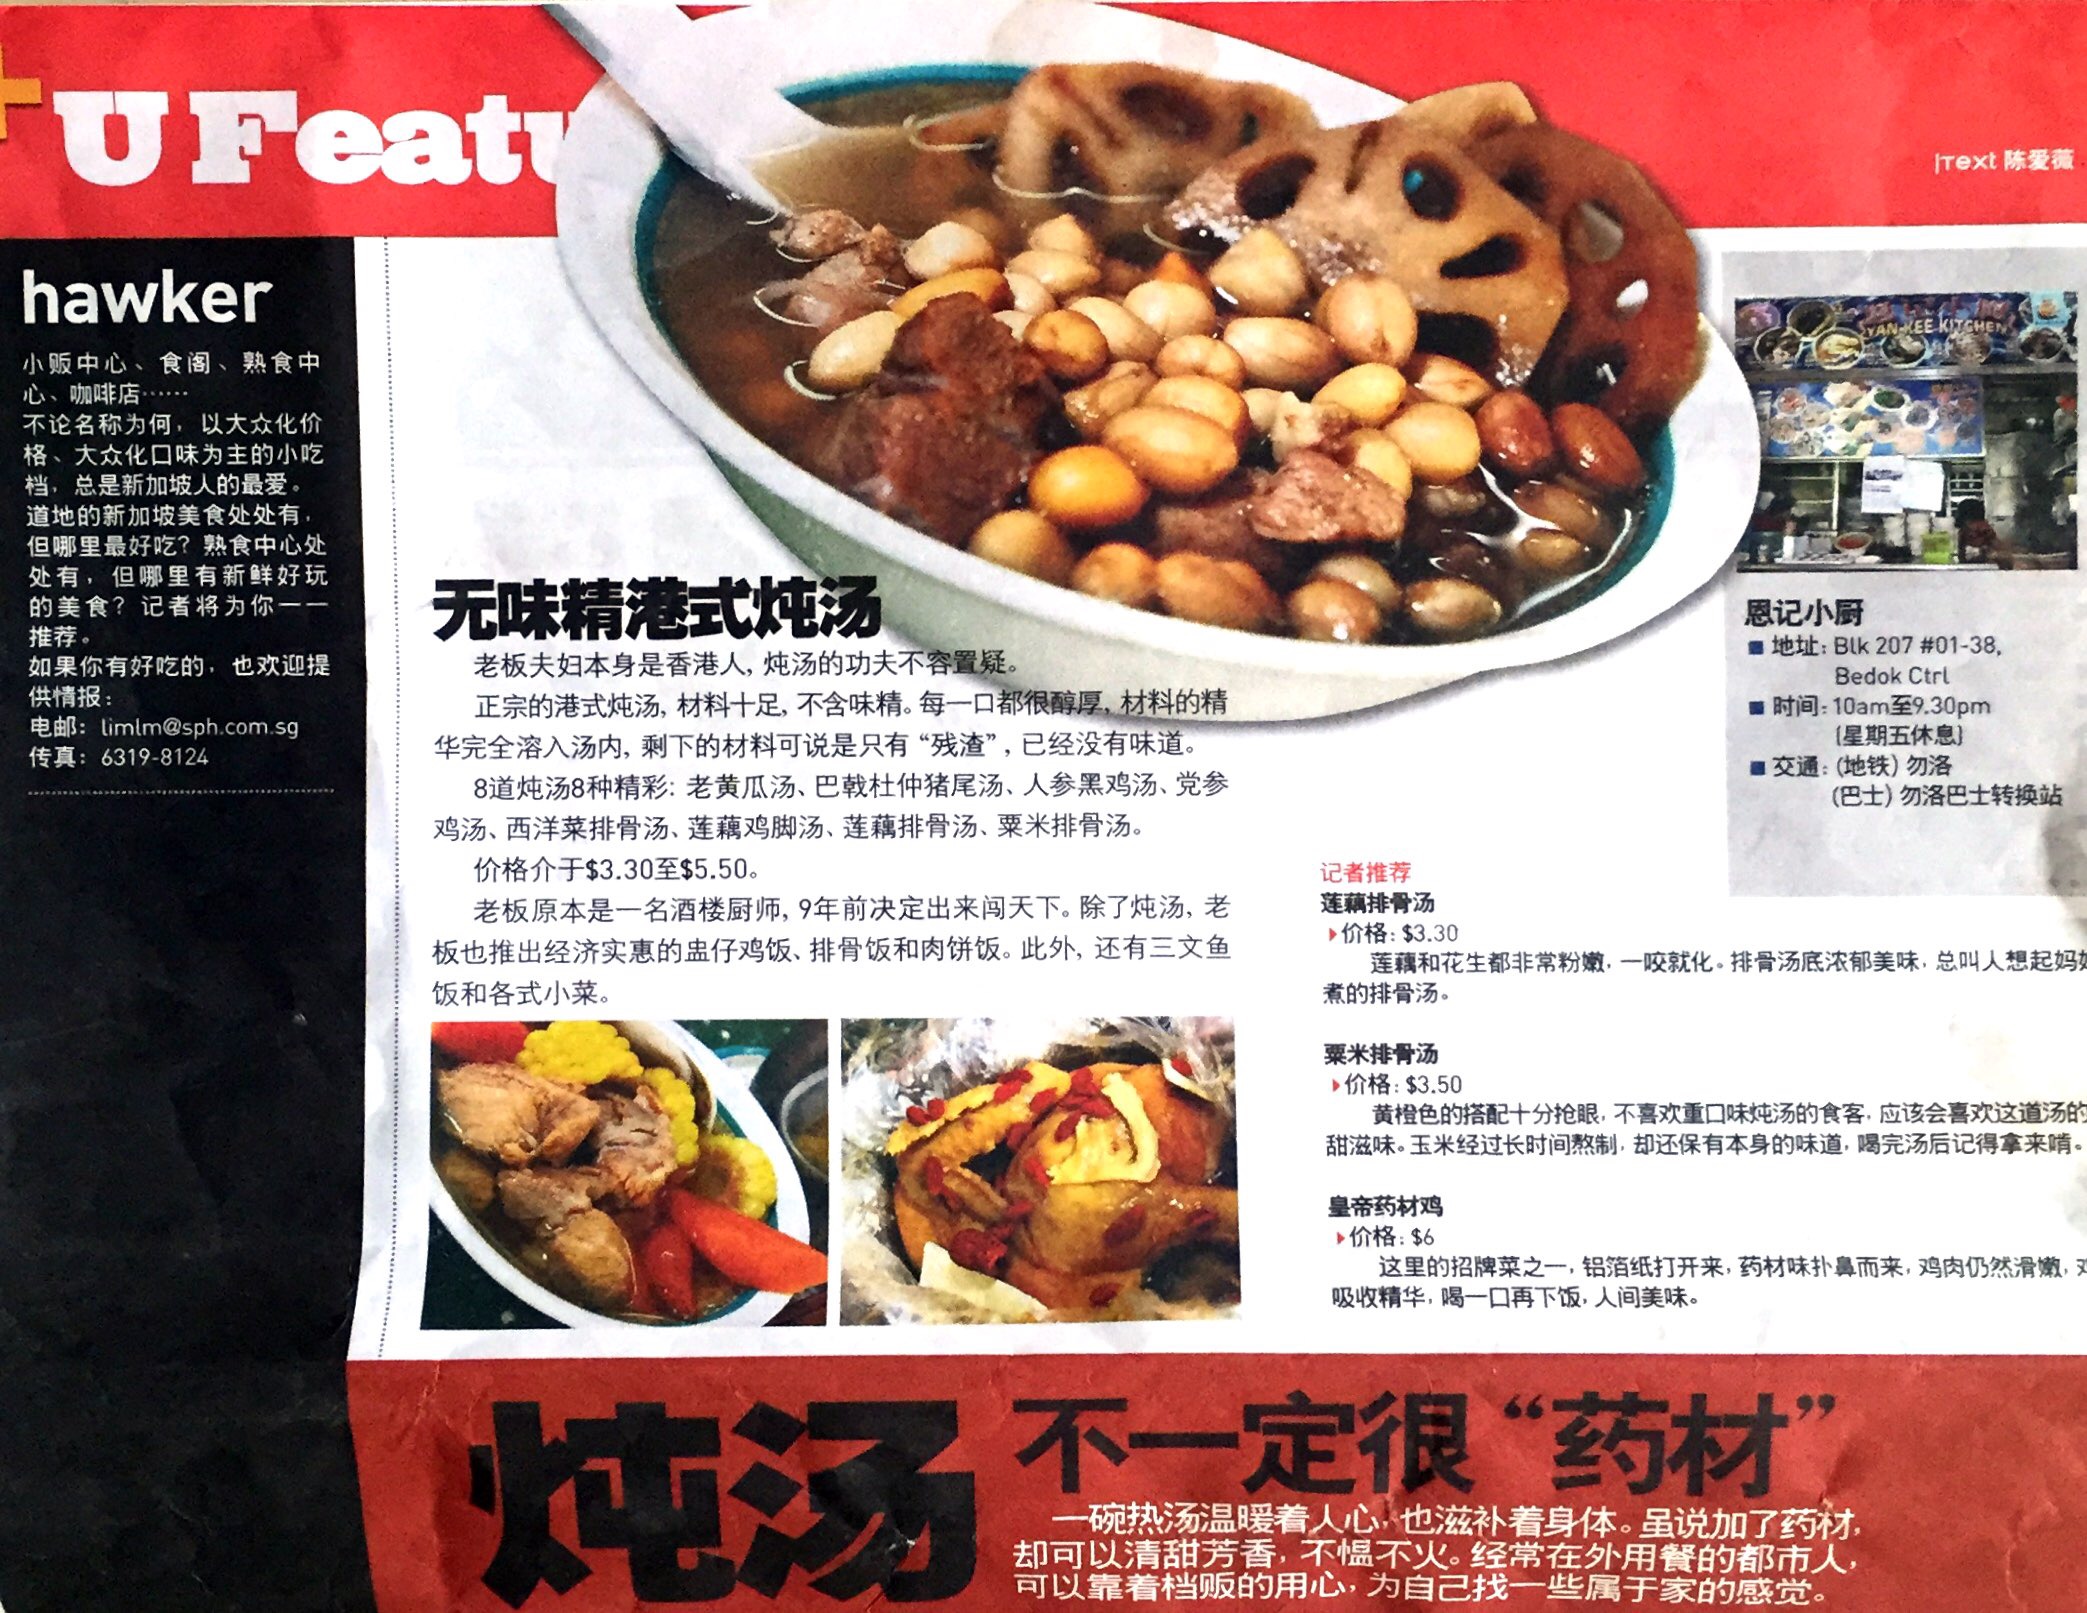 U Featu
|Text 陈爱薇
hawker
小贩中心、食阁、熟食中
心、咖啡店……
不论名称为何，以大众化价
格、大众化口味为主的小吃
档，总是新加坡人的最爱。
道地的新加坡美食处处有，
但哪里最好吃？熟食中心处
处有，但哪里有新鲜好玩
的美食？记者将为你一一
推荐。
如果你有好吃的，也欢迎提
供情报：
电邮：limlm@sph.com.sg
传真：6319-8124
无味精港式炖汤
老板夫妇本身是香港人，炖汤的功夫不容置疑。
正宗的港式炖汤，材料十足，不含味精。每一口都很醇厚，材料的精
华完全溶入汤内，剩下的材料可说是只有“残渣”，已经没有味道。
8道炖汤8种精彩：老黄瓜汤、巴戟杜仲猪尾汤、人参黑鸡汤、党参
鸡汤、西洋菜排骨汤、莲藕鸡脚汤、莲藕排骨汤、粟米排骨汤。
价格介于$3.30至$5.50。
老板原本是一名酒楼厨师，9年前决定出来闯天下。除了炖汤，老
板也推出经济实惠的盅仔鸡饭、排骨饭和肉饼饭。此外，还有三文鱼
饭和各式小菜。
YAN KEE KITCHEN
恩记小厨
■ 地址：Blk 207 #01-38,
Bedok Ctrl
■ 时间：10am至9.30pm
(星期五休息)
■ 交通：(地铁) 勿洛
(巴士) 勿洛巴士转换站
记者推荐
莲藕排骨汤
价格：$3.30
莲藕和花生都非常粉嫩，一咬就化。排骨汤底浓郁美味，总叫人想起妈
煮的排骨汤。
粟米排骨汤
价格：$3.50
黄橙色的搭配十分抢眼，不喜欢重口味炖汤的食客，应该会喜欢这道汤的
甜滋味。玉米经过长时间熬制，却还保有本身的味道，喝完汤后记得拿来啃。
皇帝药材鸡
价格：$6
这里的招牌菜之一，铝箔纸打开来，药材味扑鼻而来，鸡肉仍然滑嫩，
吸收精华，喝一口再下饭，人间美味。
炖汤 不一定很“药材”
一碗热汤温暖着人心，也滋补着身体。虽说加了药材，
却可以清甜芳香，不愠不火。经常在外用餐的都市人，
可以靠着档贩的用心，为自己找一些属于家的感觉。